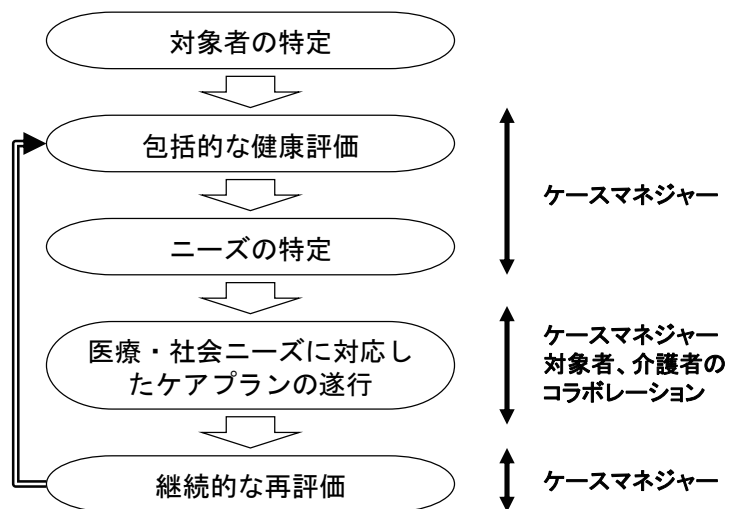 対象者の特定
包括的な健康評価
ニーズの特定
医療・社会ニーズに対応し
たケアプランの遂行
継続的な再評価
ケースマネジャー
ケースマネジャー
対象者、介護者の
コラボレーション
ケースマネジャー